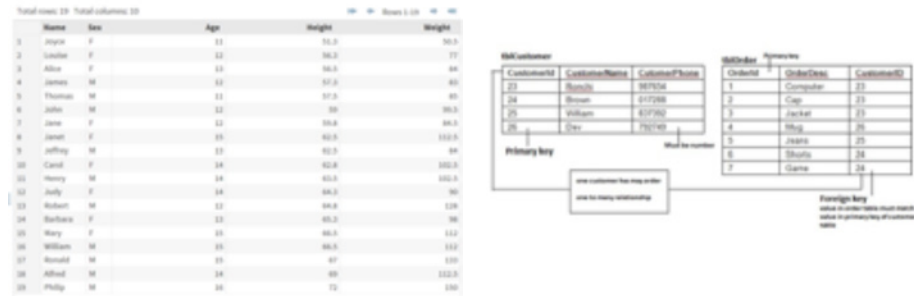 Total rows: 19 Total columns: 10 Rows 1-19
Name Sex Age Height Weight
1 Joyce F 11 51.3 50.5
2 Louise F 12 56.3 77
3 Alice F 13 56.5 84
4 James M 12 57.3 83
5 Thomas M 11 57.5 85
6 John M 12 59 99.5
7 Jane F 12 59.8 84.5
8 Janet F 15 62.5 112.5
9 Jeffrey M 13 62.5 84
10 Carol F 14 62.8 102.5
11 Henry M 14 63.5 102.5
12 Judy F 14 64.3 90
13 Robert M 12 64.8 128
14 Barbara F 13 65.3 98
15 Mary F 15 66.5 112
16 William M 15 66.5 112
17 Ronald M 15 67 133
18 Alfred M 14 69 112.5
19 Philip M 16 72 150
tblCustomer
CustomerId CustomerName CutomerPhone
23 987654
24 Brown 017288
25 William 837392
26 Dev 792749
Primary key
Must be number
one customer has may order
one to many relationship
tblOrder Primary key
OrderId OrderDesc CustomerID
1 Computer 23
2 Cap 23
3 Jacket 23
4 Mug 26
5 Jeans 25
6 Shorts 24
7 Game 24
Foreign key
value in order table must match
value in primary key of customer
table